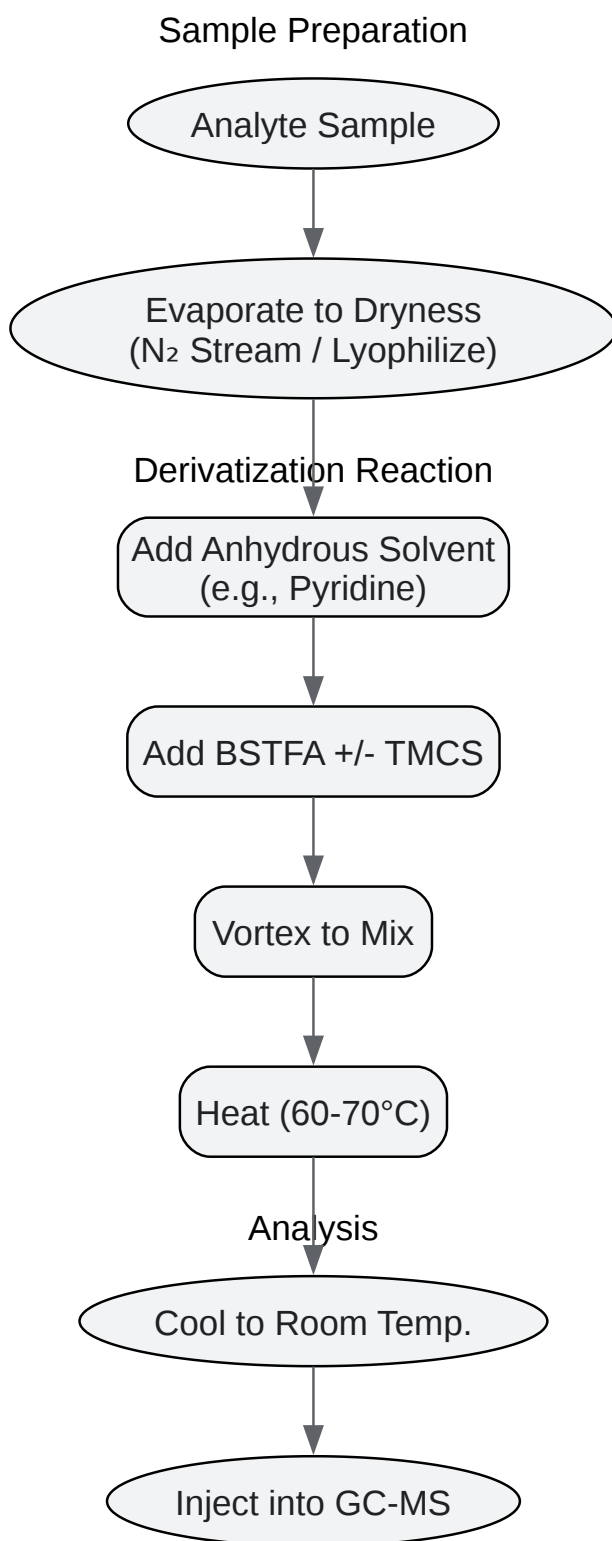 Sample Preparation
Analyte Sample
Evaporate to Dryness
(N₂ Stream / Lyophilize)
Derivatization Reaction
Add Anhydrous Solvent
(e.g., Pyridine)
Add BSTFA +/- TMCS
Vortex to Mix
Heat (60-70°C)
Analysis
Cool to Room Temp.
Inject into GC-MS